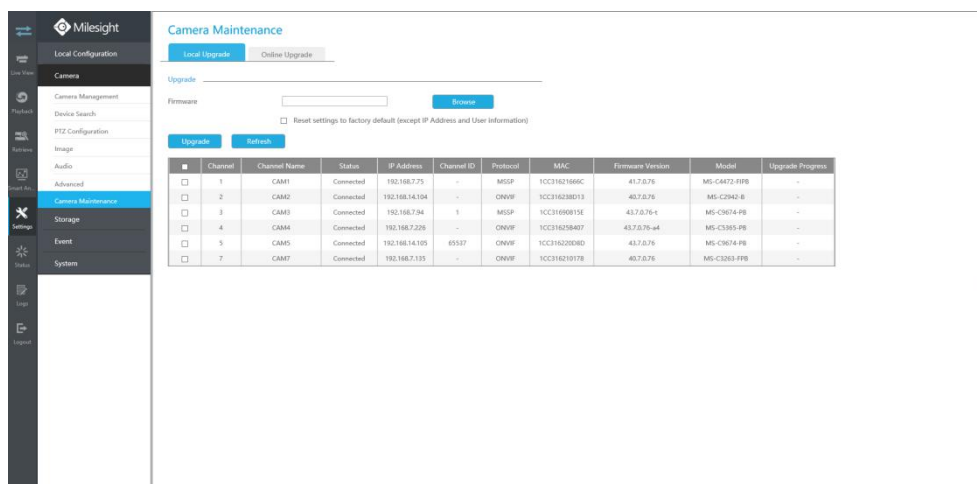 Milesight
Live View
Playback
Retrieve
Smart An..
Settings
Status
Logs
Logout
Local Configuration
Camera
Camera Management
Device Search
PTZ Configuration
Image
Audio
Advanced
Camera Maintenance
Storage
Event
System
Camera Maintenance
Local Upgrade Online Upgrade
Upgrade
Firmware Browse
Reset settings to factory default (except IP Address and User information)
Upgrade Refresh
Channel Channel Name Status IP Address Channel ID Protocol MAC Firmware Version Model Upgrade Progress
1 CAM1 Connected 192.168.7.75 - MSSP 1CC31621666C 41.7.0.76 MS-C4472-FIPB -
2 CAM2 Connected 192.168.14.104 - ONVIF 1CC316238D13 40.7.0.76 MS-C2942-B -
3 CAM3 Connected 192.168.7.94 1 MSSP 1CC31690815E 43.7.0.76-t MS-C9674-PB -
4 CAM4 Connected 192.168.7.226 - ONVIF 1CC316258407 43.7.0.76-a4 MS-C5365-PB -
5 CAM5 Connected 192.168.14.105 65537 ONVIF 1CC316220D8D 43.7.0.76 MS-C9674-PB -
7 CAM7 Connected 192.168.7.135 - ONVIF 1CC316210178 40.7.0.76 MS-C3263-FPB -